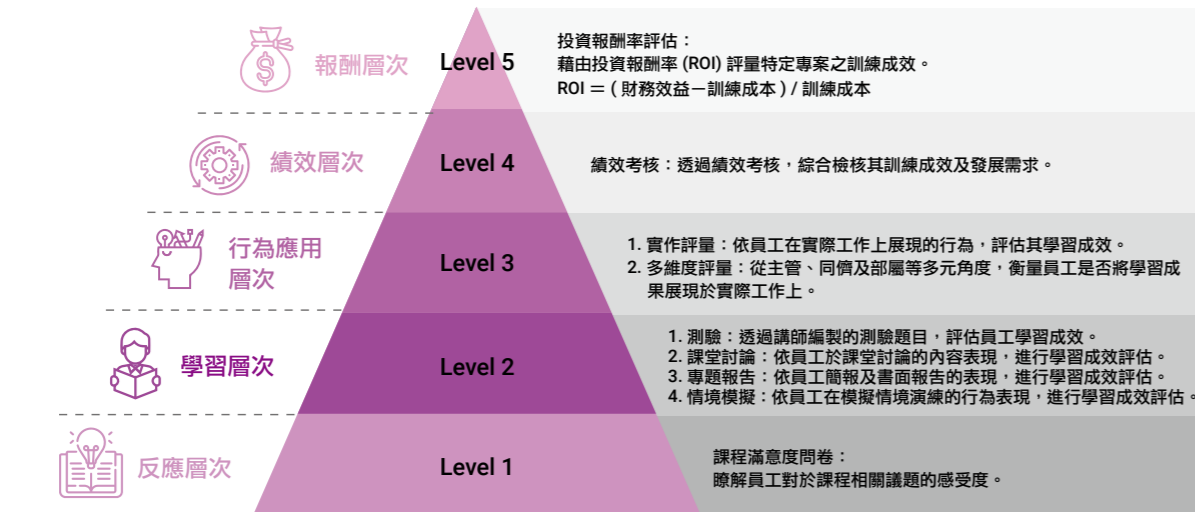 報酬層次
Level 5
投資報酬率評估：
藉由投資報酬率 (ROI) 評量特定專案之訓練成效。
ROI ＝ ( 財務效益－訓練成本 ) / 訓練成本
績效層次
Level 4
績效考核：透過績效考核，綜合檢核其訓練成效及發展需求。
行為應用
層次
Level 3
1. 實作評量：依員工在實際工作上展現的行為，評估其學習成效。
2. 多維度評量：從主管、同儕及部屬等多元角度，衡量員工是否將學習成
果展現於實際工作上。
學習層次
Level 2
1. 測驗：透過講師編製的測驗題目，評估員工學習成效。
2. 課堂討論：依員工於課堂討論的內容表現，進行學習成效評估。
3. 專題報告：依員工簡報及書面報告的表現，進行學習成效評估。
4. 情境模擬：依員工在模擬情境演練的行為表現，進行學習成效評估。
反應層次
Level 1
課程滿意度問卷：
瞭解員工對於課程相關議題的感受度。